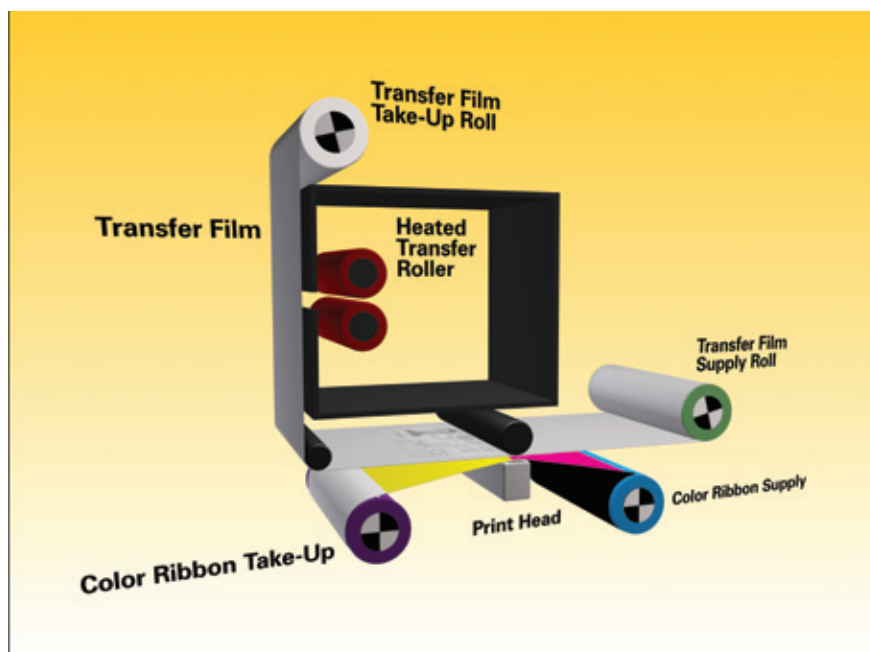 Transfer Film
Take-Up Roll
Transfer Film
Heated
Transfer
Roller
Transfer Film
Supply Roll
Color Ribbon Supply
Print Head
Color Ribbon Take-Up